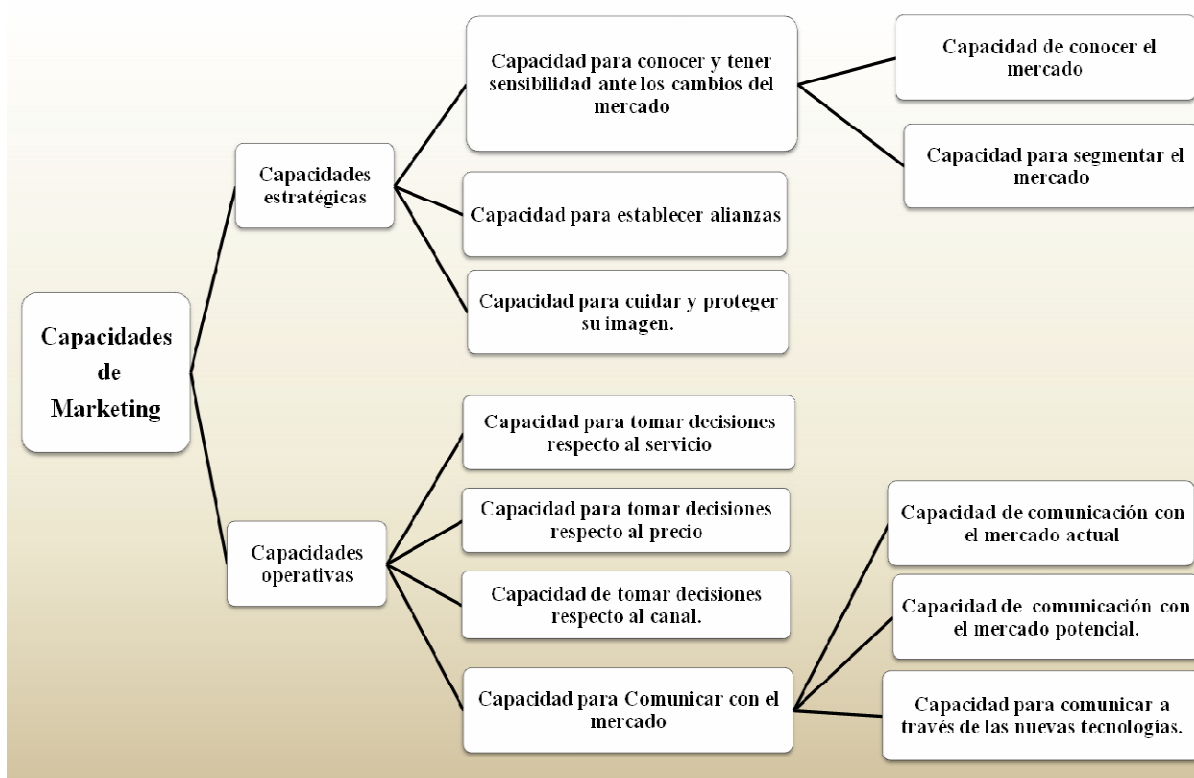 Capacidades
de
Marketing
Capacidades
estratégicas
Capacidad para conocer y tener
sensibilidad ante los cambios del
mercado
Capacidad de conocer el
mercado
Capacidad para segmentar el
mercado
Capacidad para establecer alianzas
Capacidad para cuidar y proteger
su imagen.
Capacidades
operativas
Capacidad para tomar decisiones
respecto al servicio
Capacidad para tomar decisiones
respecto al precio
Capacidad de tomar decisiones
respecto al canal.
Capacidad para Comunicar con el
mercado
Capacidad de comunicación con
el mercado actual
Capacidad de comunicación con
el mercado potencial.
Capacidad para comunicar a
través de las nuevas tecnologías.